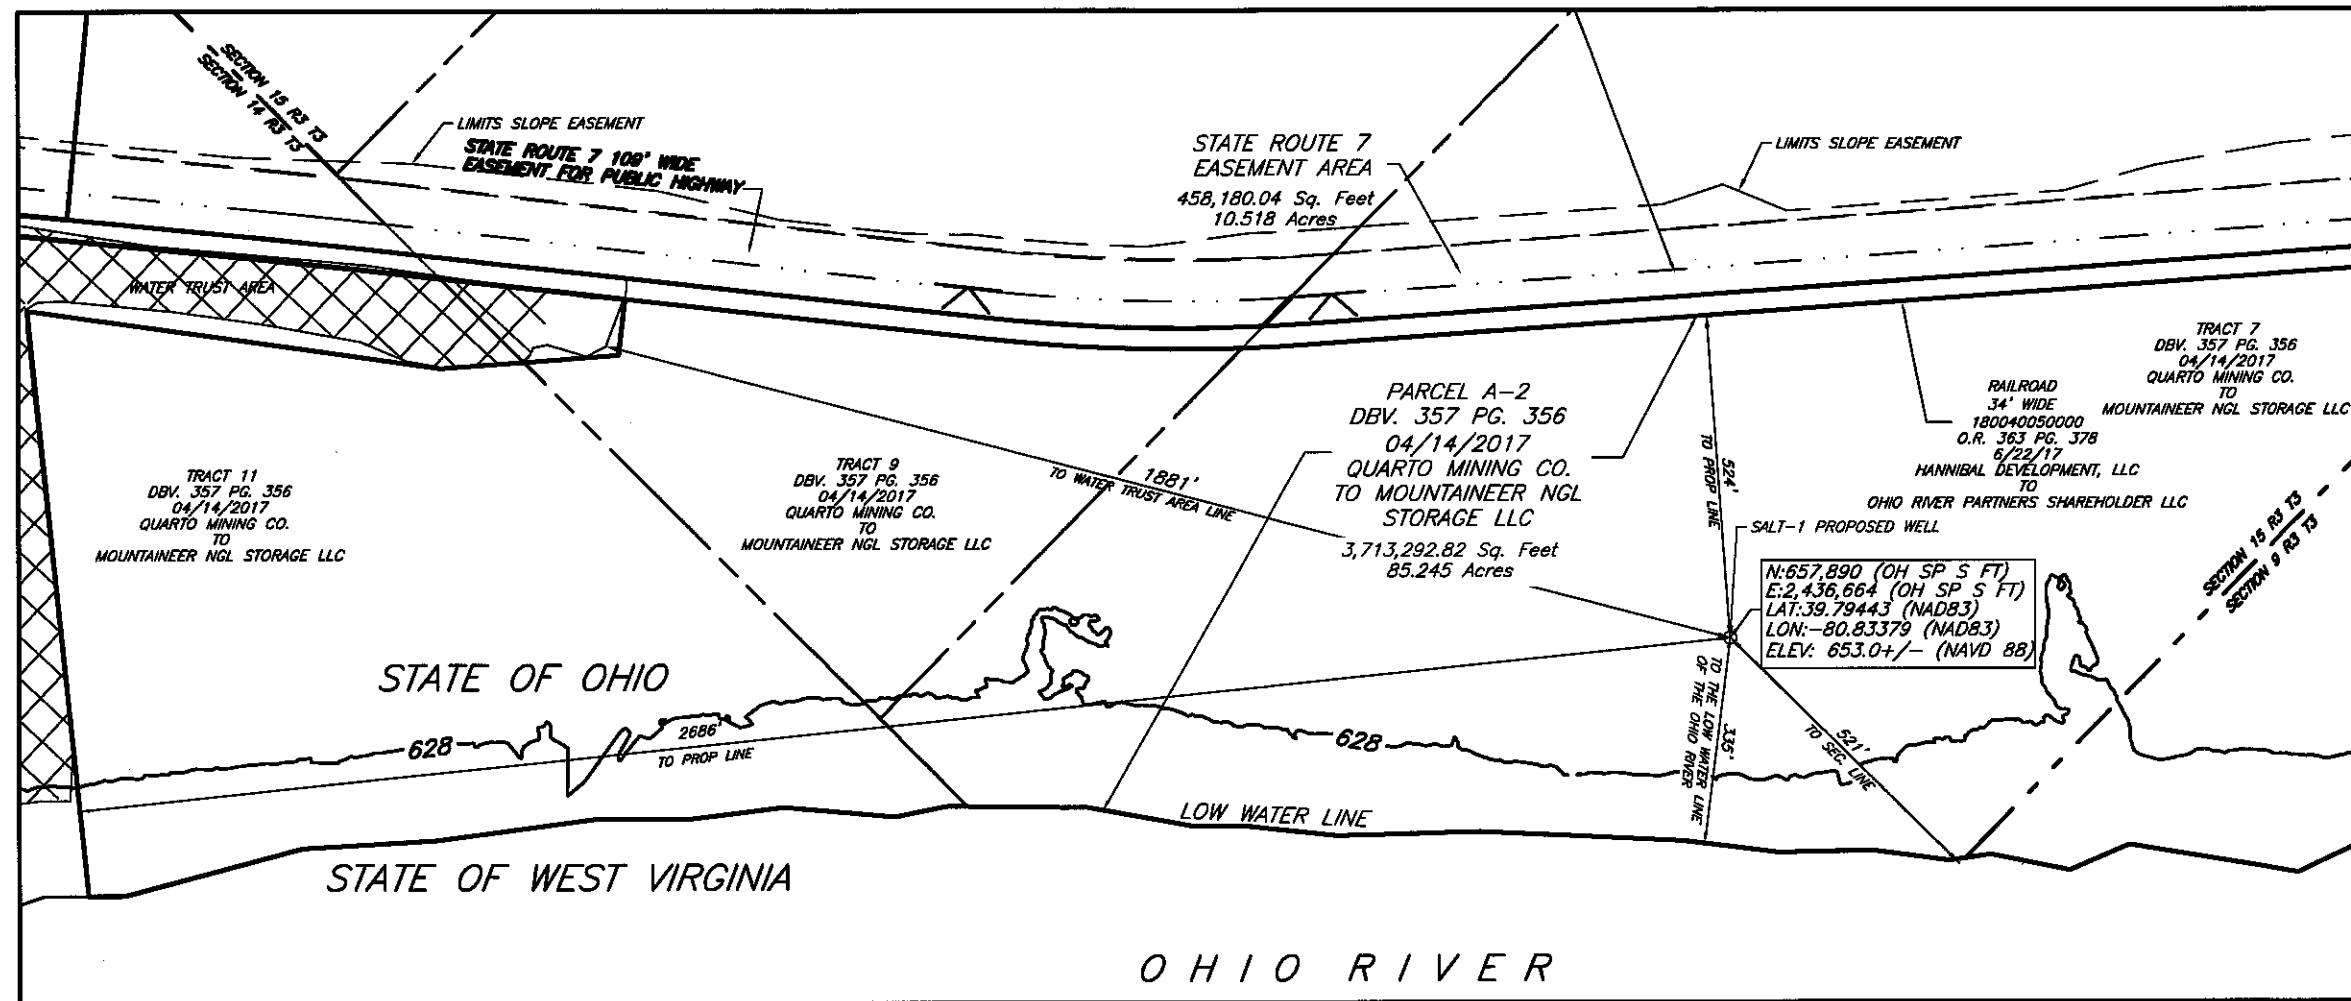 SECTION 15 R3 T3
SECTION 14 R3 T3
LIMITS SLOPE EASEMENT
STATE ROUTE 7 109' WIDE
EASEMENT FOR PUBLIC HIGHWAY
STATE ROUTE 7
EASEMENT AREA
458,180.04 Sq. Feet
10.518 Acres
LIMITS SLOPE EASEMENT
WATER TRUST AREA
TRACT 11
DBV. 357 PG. 356
04/14/2017
QUARTO MINING CO.
TO
MOUNTAINEER NGL STORAGE LLC
TRACT 9
DBV. 357 PG. 356
04/14/2017
QUARTO MINING CO.
TO
MOUNTAINEER NGL STORAGE LLC
1881'
TO WATER TRUST AREA LINE
PARCEL A-2
DBV. 357 PG. 356
04/14/2017
QUARTO MINING CO.
TO MOUNTAINEER NGL
STORAGE LLC
3,713,292.82 Sq. Feet
85.245 Acres
524'
TO PROP LINE
RAILROAD
34' WIDE
180040050000
O.R. 363 PG. 378
6/22/17
HANNIBAL DEVELOPMENT, LLC
TO
OHIO RIVER PARTNERS SHAREHOLDER LLC
TRACT 7
DBV. 357 PG. 356
04/14/2017
QUARTO MINING CO.
TO
MOUNTAINEER NGL STORAGE LLC
SALT-1 PROPOSED WELL
N:657,890 (OH SP S FT)
E:2,436,664 (OH SP S FT)
LAT:39.79443 (NAD83)
LON:-80.83379 (NAD83)
ELEV: 653.0+/- (NAVD 88)
SECTION 15 R3 T3
SECTION 9 R3 T3
STATE OF OHIO
628
2686'
TO PROP LINE
628
335'
TO THE LOW WATER LINE
OF THE OHIO RIVER
521'
TO SEC. LINE
LOW WATER LINE
STATE OF WEST VIRGINIA
OHIO RIVER